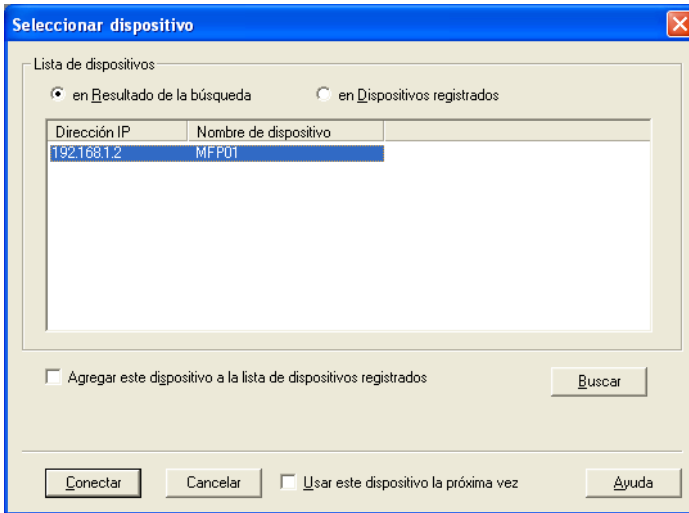 Seleccionar dispositivo
Lista de dispositivos
en Resultado de la búsqueda en Dispositivos registrados
Dirección IP Nombre de dispositivo
192.168.1.2 MFP01
Agregar este dispositivo a la lista de dispositivos registrados Buscar
Conectar Cancelar Usar este dispositivo la próxima vez Ayuda